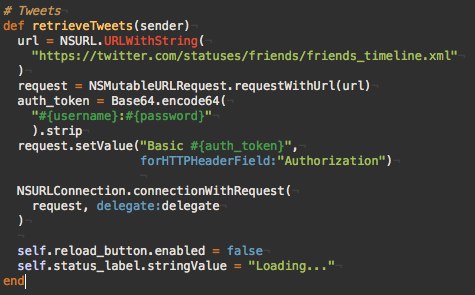 # Tweets
def retrieveTweets(sender)
  url = NSURL.URLWithString(
    "https://twitter.com/statuses/friends/friends_timeline.xml"
  )
  request = NSMutableURLRequest.requestWithUrl(url)
  auth_token = Base64.encode64(
    "#{username}:#{password}"
    ).strip
  request.setValue("Basic #{auth_token}",
                   forHTTPHeaderField:"Authorization")

  NSURLConnection.connectionWithRequest(
    request, delegate:delegate
  )

  self.reload_button.enabled = false
  self.status_label.stringValue = "Loading..."
end